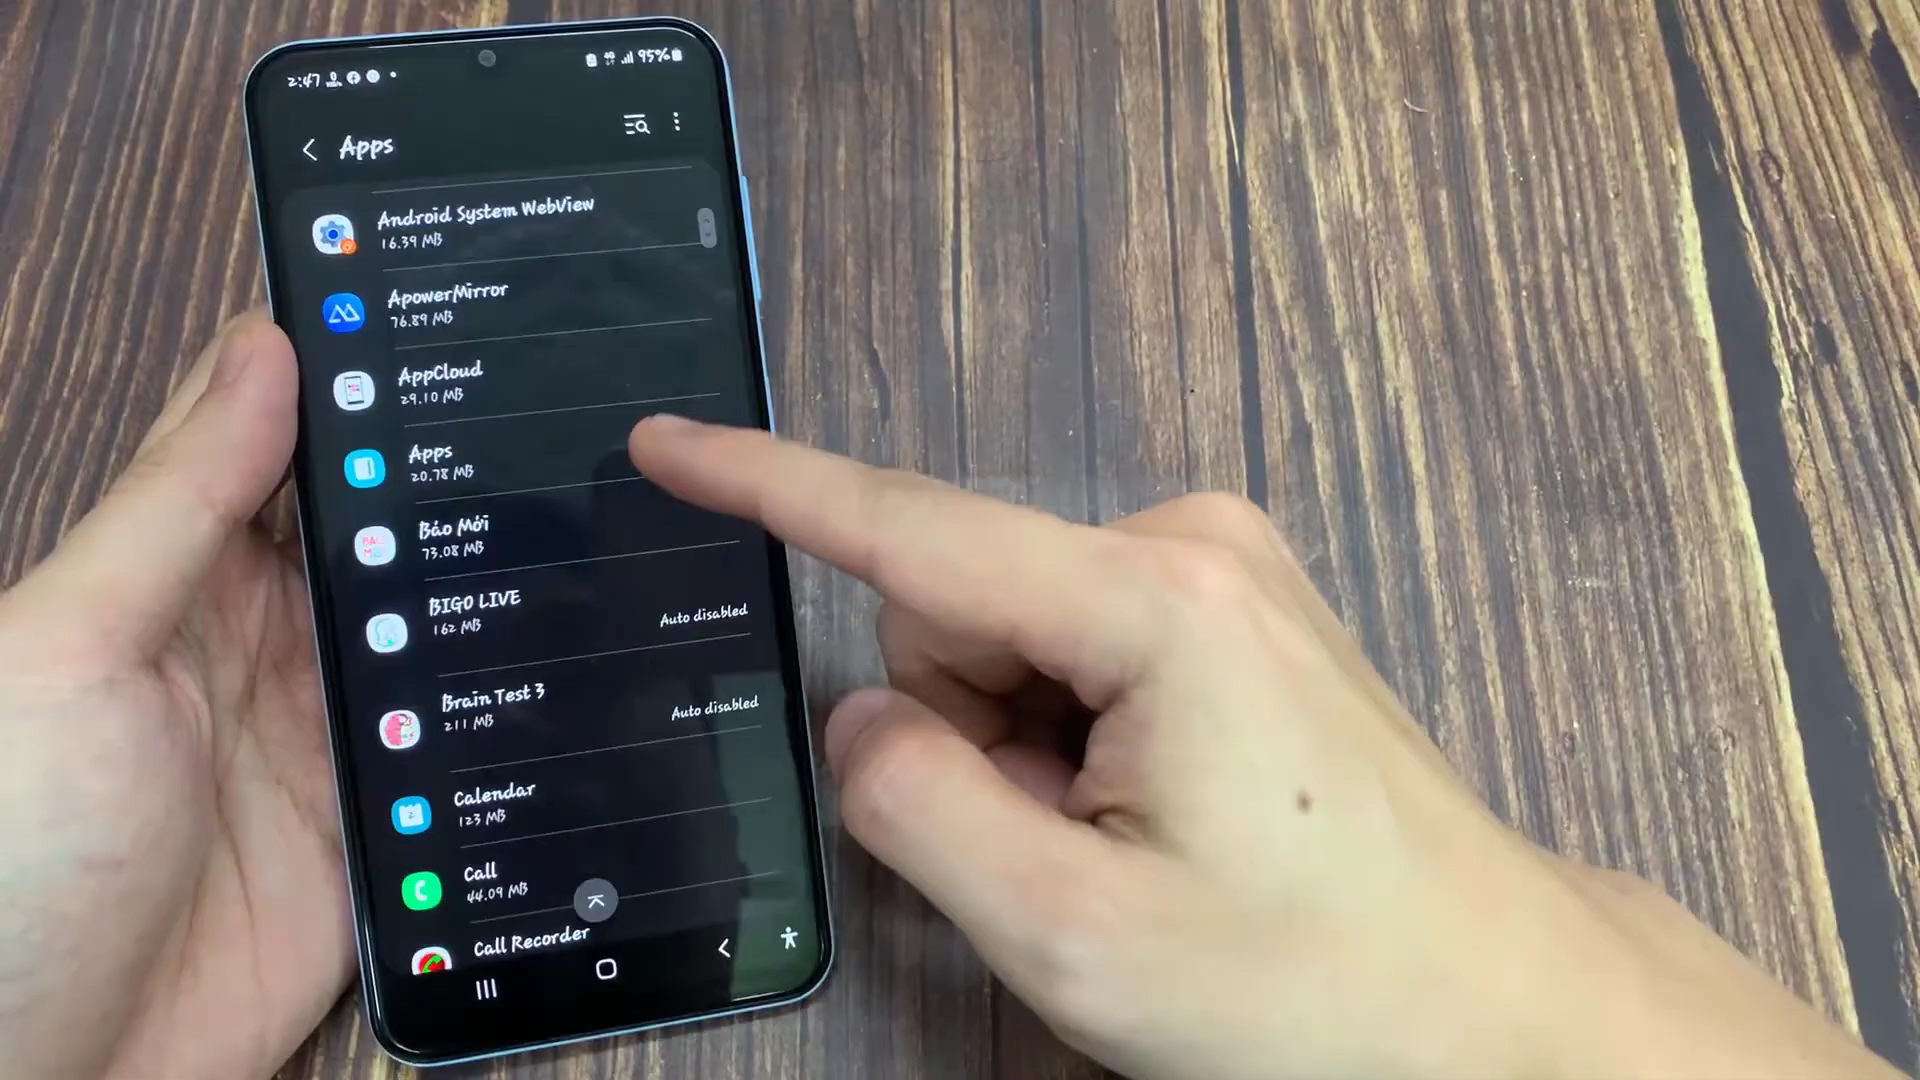 2:47
95%
Apps
Android System WebView
16.39 MB
ApowerMirror
76.89 MB
AppCloud
29.10 MB
Apps
20.78 MB
Báo Mới
73.08 MB
BIGO LIVE
162 MB
Auto disabled
Brain Test 3
211 MB
Auto disabled
Calendar
123 MB
Call
44.09 MB
Call Recorder